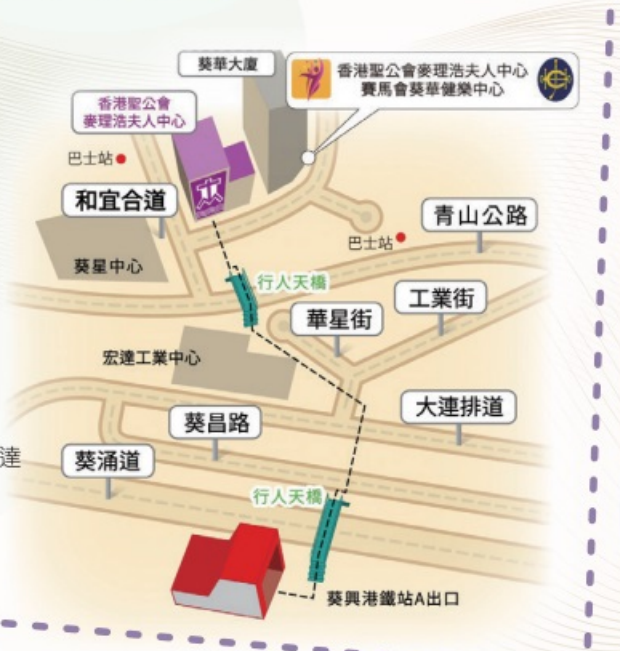 葵華大廈
香港聖公會麥理浩夫人中心
賽馬會葵華健樂中心
香港聖公會
麥理浩夫人中心
巴士站
和宜合道
青山公路
巴士站
葵星中心
行人天橋
工業街
華星街
宏達工業中心
大連排道
葵昌路
達
葵涌道
行人天橋
葵興港鐵站A出口